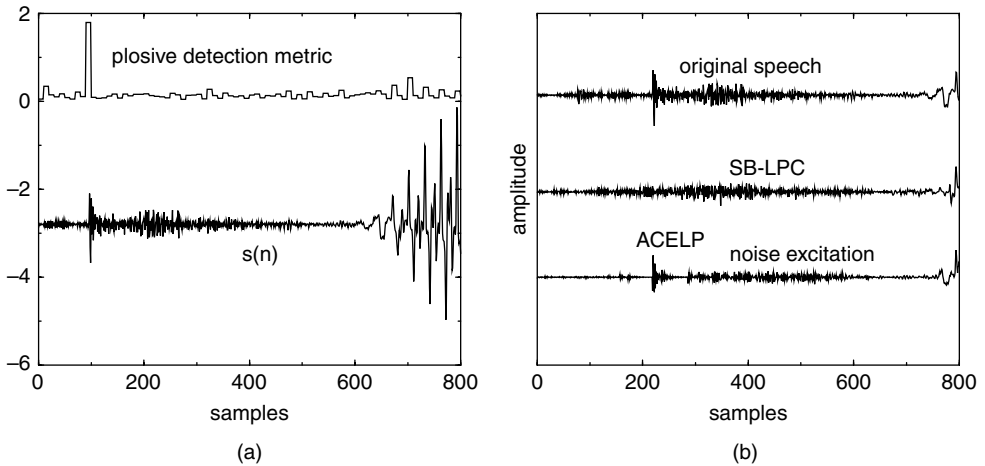 2
0
−2
−4
−6
plosive detection metric
s(n)
0
200
400
600
800
samples
(a)
original speech
SB-LPC
ACELP
noise excitation
amplitude
0
200
400
600
800
samples
(b)